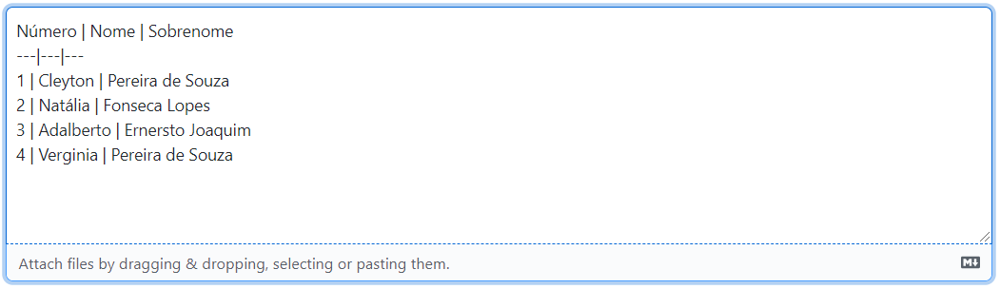 Número | Nome | Sobrenome
---|---|---
1 | Cleyton | Pereira de Souza
2 | Natália | Fonseca Lopes
3 | Adalberto | Ernersto Joaquim
4 | Verginia | Pereira de Souza
Attach files by dragging & dropping, selecting or pasting them.